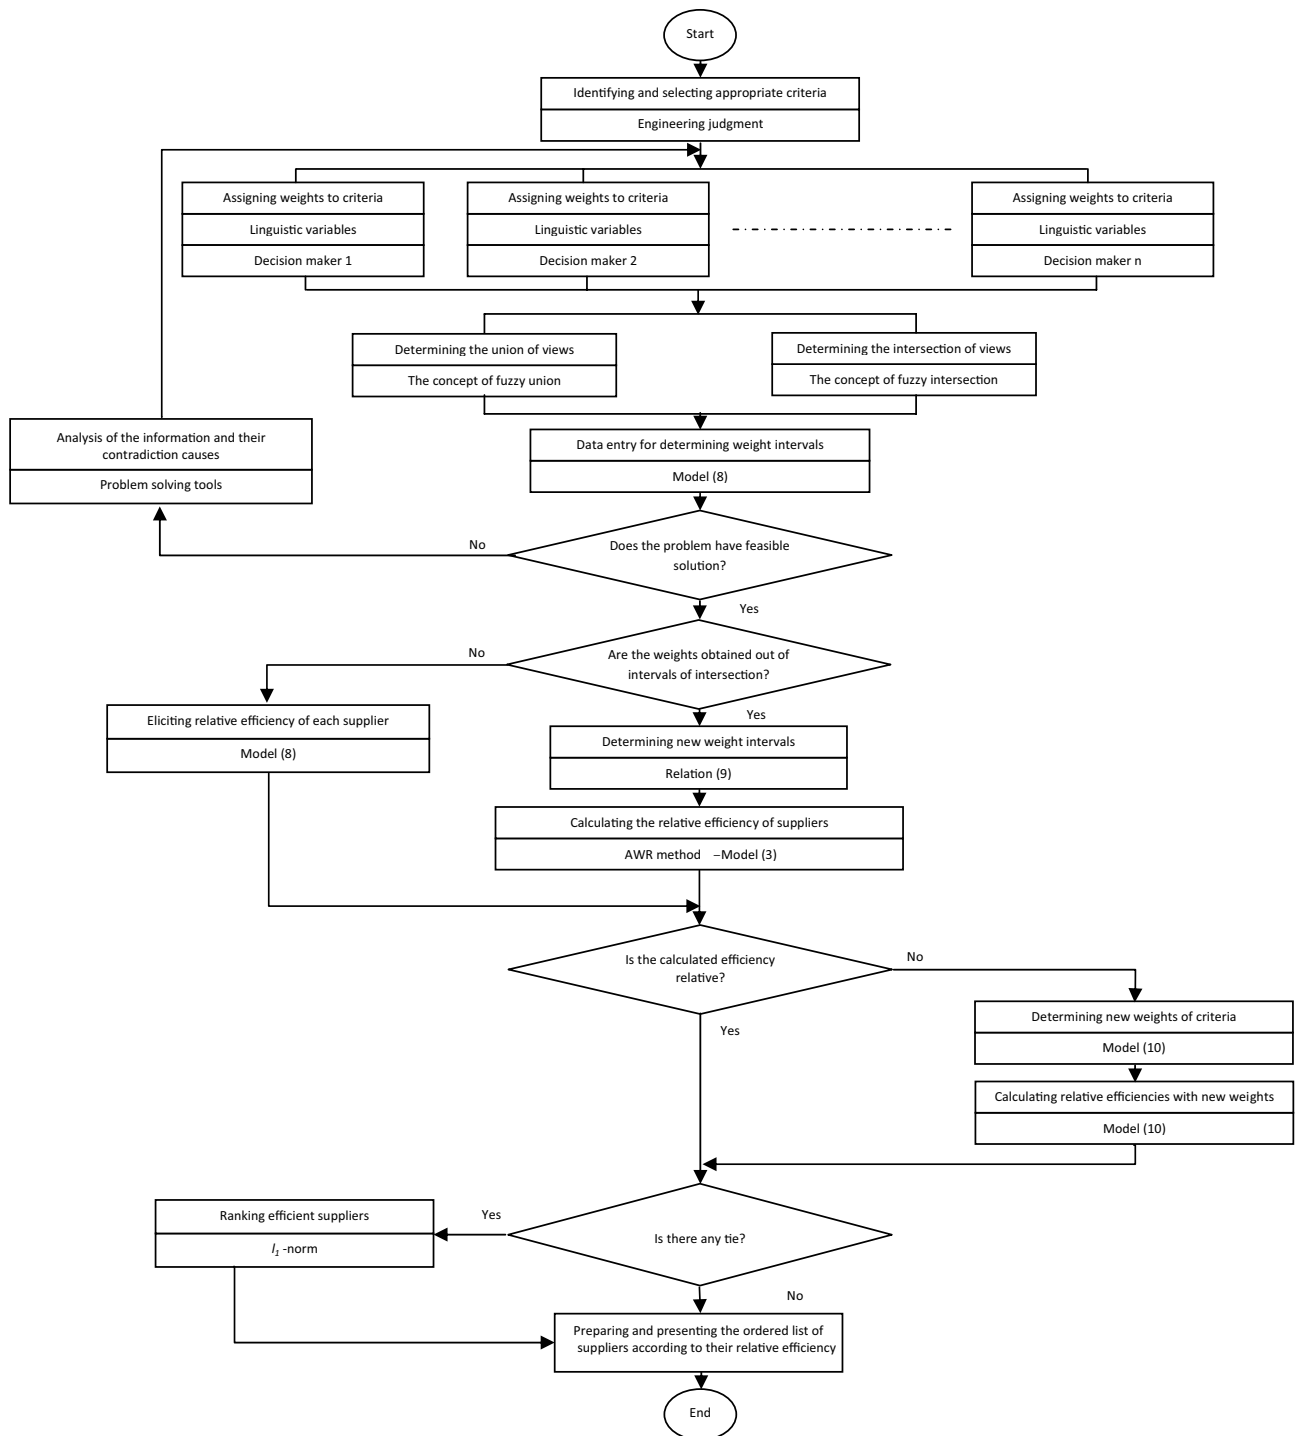 Start
Identifying and selecting appropriate criteria
Engineering judgment
Assigning weights to criteria
Linguistic variables
Decision maker 1
Assigning weights to criteria
Linguistic variables
Decision maker 2
Assigning weights to criteria
Linguistic variables
Decision maker n
Determining the union of views
The concept of fuzzy union
Determining the intersection of views
The concept of fuzzy intersection
Analysis of the information and their
contradiction causes
Problem solving tools
Data entry for determining weight intervals
Model (8)
No
Does the problem have feasible
solution?
Yes
No
Are the weights obtained out of
intervals of intersection?
Yes
Eliciting relative efficiency of each supplier
Model (8)
Determining new weight intervals
Relation (9)
Calculating the relative efficiency of suppliers
AWR method –Model (3)
Is the calculated efficiency
relative?
No
Yes
Determining new weights of criteria
Model (10)
Calculating relative efficiencies with new weights
Model (10)
Ranking efficient suppliers
l1 -norm
Yes
Is there any tie?
No
Preparing and presenting the ordered list of
suppliers according to their relative efficiency
End